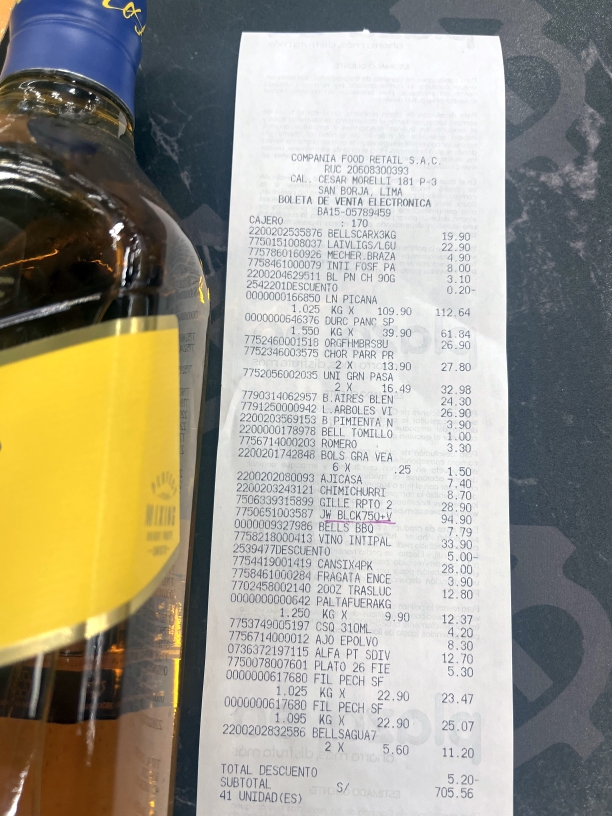 COMPANIA FOOD RETAIL S.A.C.
RUC 20608300393
CAL. CESAR MORELLI 181 P-3
SAN BORJA, LIMA
BOLETA DE VENTA ELECTRONICA
BA15-05789459
CAJERO : 170
2200202535876 BELLSCARX3KG 19.90
7750151008037 LAIVLIGS/L6U 22.90
7757860160926 MECHER.BRAZA 4.90
7758461000079 INTI FOSF PA 8.00
2200204629511 BL PN CH 90G 3.10
2542201DESCUENTO 0.20-
0000000166850 LN PICANA
1.025 KG X 109.90 112.64
0000000646376 DURC PANC SP
1.550 KG X 39.90 61.84
7752460001518 ORGFHMBRS8U 26.90
7752346003575 CHOR PARR PR
2 X 13.90 27.80
7752056002035 UNI GRN PASA
2 X 16.49 32.98
7790314062957 B.AIRES BLEN 24.30
7791250000942 L.ARBOLES VI 26.90
2200203569153 B.PIMIENTA N 3.90
2200000178978 BELL TOMILLO 1.00
7756714000203 ROMERO 3.30
2200201742848 BOLS GRA VEA
6 X .25 1.50
2200202080093 AJICASA 7.40
2200203243121 CHIMICHURRI 8.70
7506339315899 GILLE RPTO 2 28.90
7750651003587 JW BLCK750+V 94.90
0000009327986 BELLS BBQ 7.79
7758218000413 VINO INTIPAL 33.90
2539477DESCUENTO 5.00-
7754419001419 CANSIX4PK 28.00
7758461000284 FRAGATA ENCE 3.90
7702458002140 20OZ TRASLUC 12.80
0000000000642 PALTAFUERAKG
1.250 KG X 9.90 12.37
7753749005197 CSQ 310ML 4.20
7756714000012 AJO EPOLVO 8.30
0736372197115 ALFA PT SDIV 12.70
7750078007601 PLATO 26 FIE 5.30
0000000617680 FIL PECH SF
1.025 KG X 22.90 23.47
0000000617680 FIL PECH SF
1.095 KG X 22.90 25.07
2200202832586 BELLSAGUA7
2 X 5.60 11.20
TOTAL DESCUENTO 5.20-
SUBTOTAL S/ 705.56
41 UNIDAD(ES)